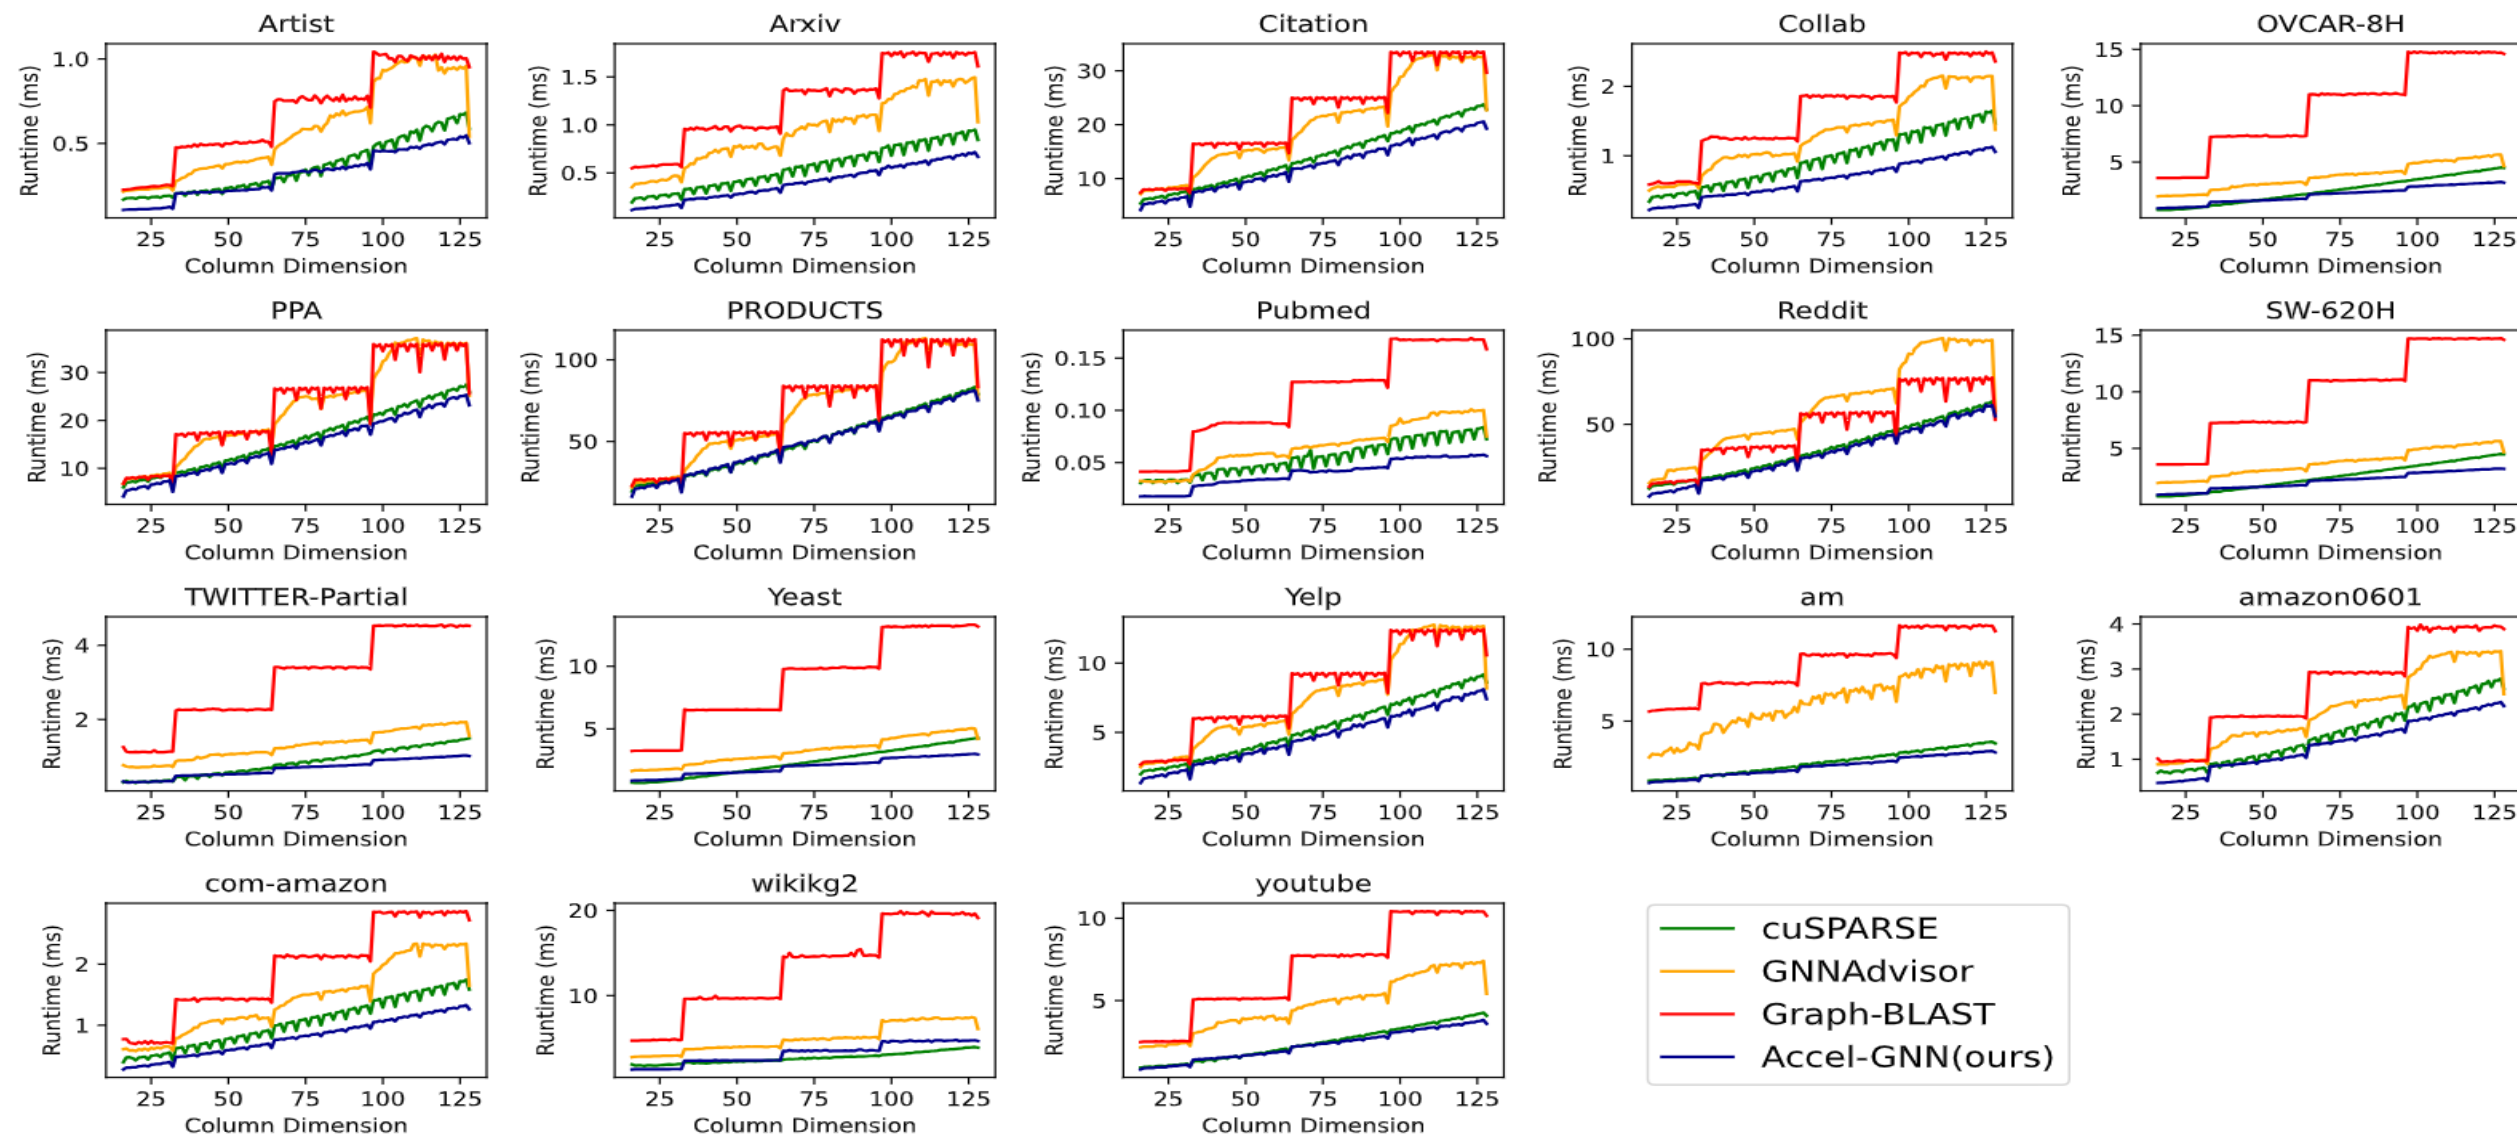 Artist
Arxiv
Citation
Collab
OVCAR-8H
Runtime (ms)
1.0
0.5
25 50 75 100 125
Column Dimension
Runtime (ms)
1.5
1.0
0.5
25 50 75 100 125
Column Dimension
Runtime (ms)
30
20
10
25 50 75 100 125
Column Dimension
Runtime (ms)
2
1
25 50 75 100 125
Column Dimension
Runtime (ms)
15
10
5
25 50 75 100 125
Column Dimension
PPA
PRODUCTS
Pubmed
Reddit
SW-620H
Runtime (ms)
30
20
10
25 50 75 100 125
Column Dimension
Runtime (ms)
100
50
25 50 75 100 125
Column Dimension
Runtime (ms)
0.15
0.10
0.05
25 50 75 100 125
Column Dimension
Runtime (ms)
100
50
25 50 75 100 125
Column Dimension
Runtime (ms)
15
10
5
25 50 75 100 125
Column Dimension
TWITTER-Partial
Yeast
Yelp
am
amazon0601
Runtime (ms)
4
2
25 50 75 100 125
Column Dimension
Runtime (ms)
10
5
25 50 75 100 125
Column Dimension
Runtime (ms)
10
5
25 50 75 100 125
Column Dimension
Runtime (ms)
10
5
25 50 75 100 125
Column Dimension
Runtime (ms)
4
3
2
1
25 50 75 100 125
Column Dimension
com-amazon
wikikg2
youtube
Runtime (ms)
2
1
25 50 75 100 125
Column Dimension
Runtime (ms)
20
10
25 50 75 100 125
Column Dimension
Runtime (ms)
10
5
25 50 75 100 125
Column Dimension
cuSPARSE
GNNAdvisor
Graph-BLAST
Accel-GNN(ours)